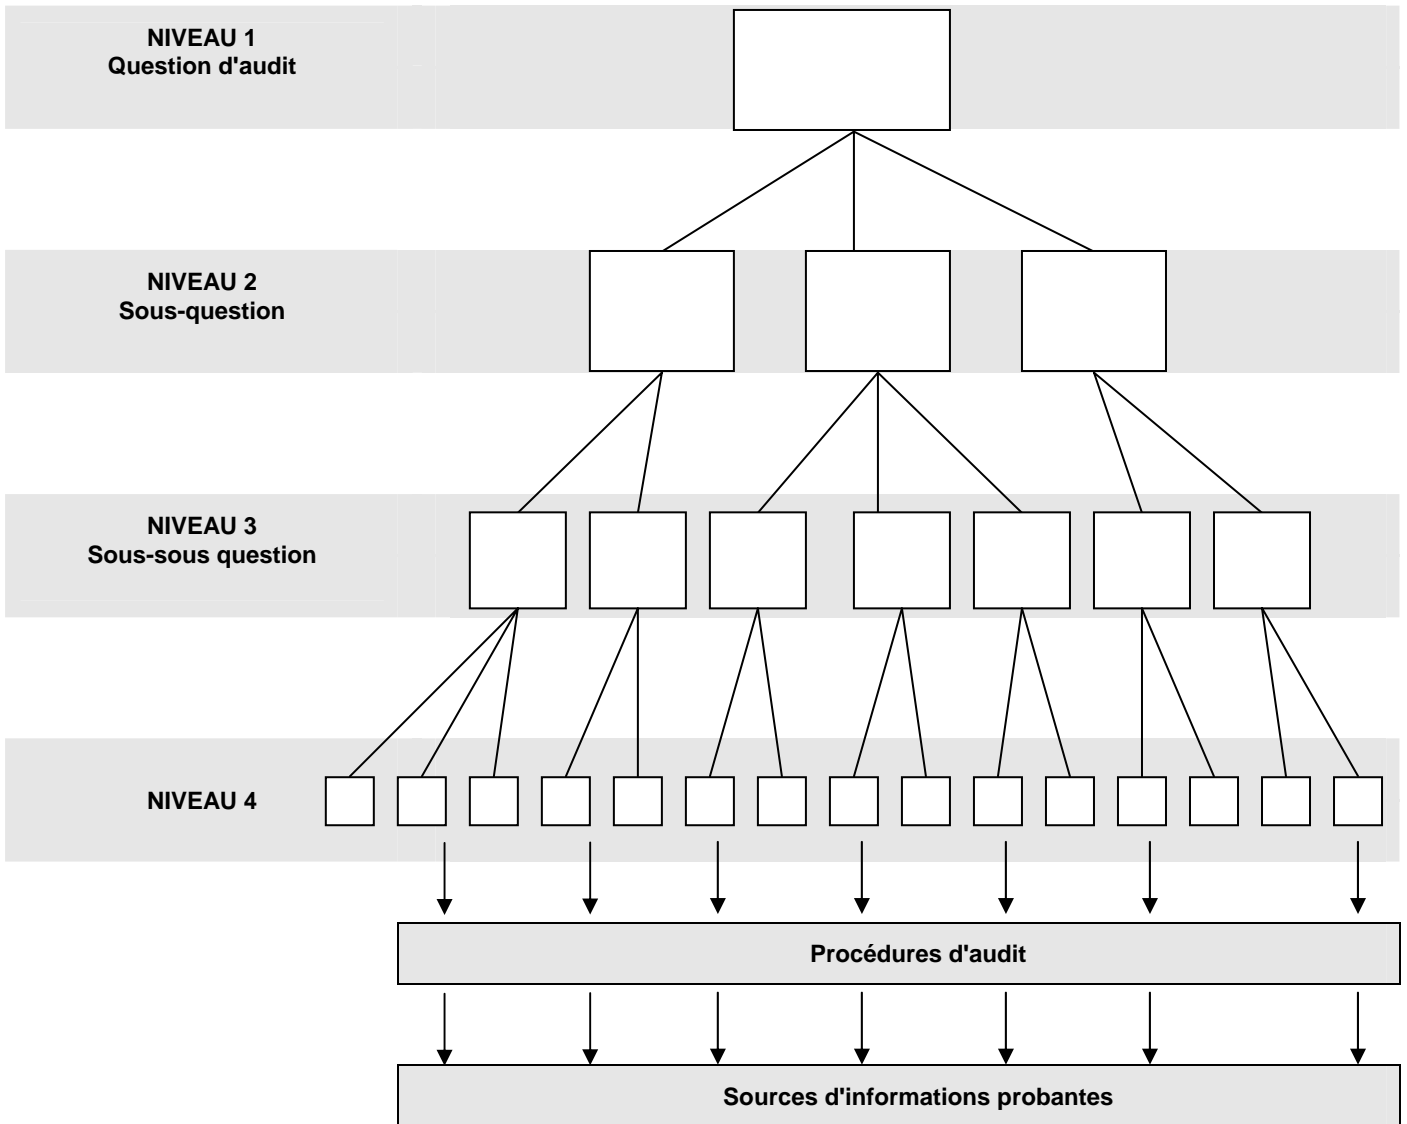 NIVEAU 1
Question d'audit
NIVEAU 2
Sous-question
NIVEAU 3
Sous-sous question
NIVEAU 4
Procédures d'audit
Sources d'informations probantes